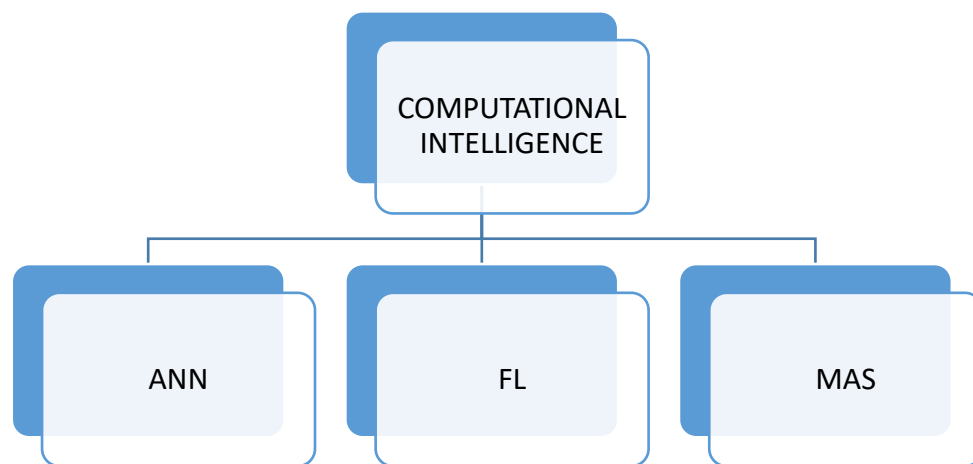 COMPUTATIONAL
INTELLIGENCE
ANN
FL
MAS